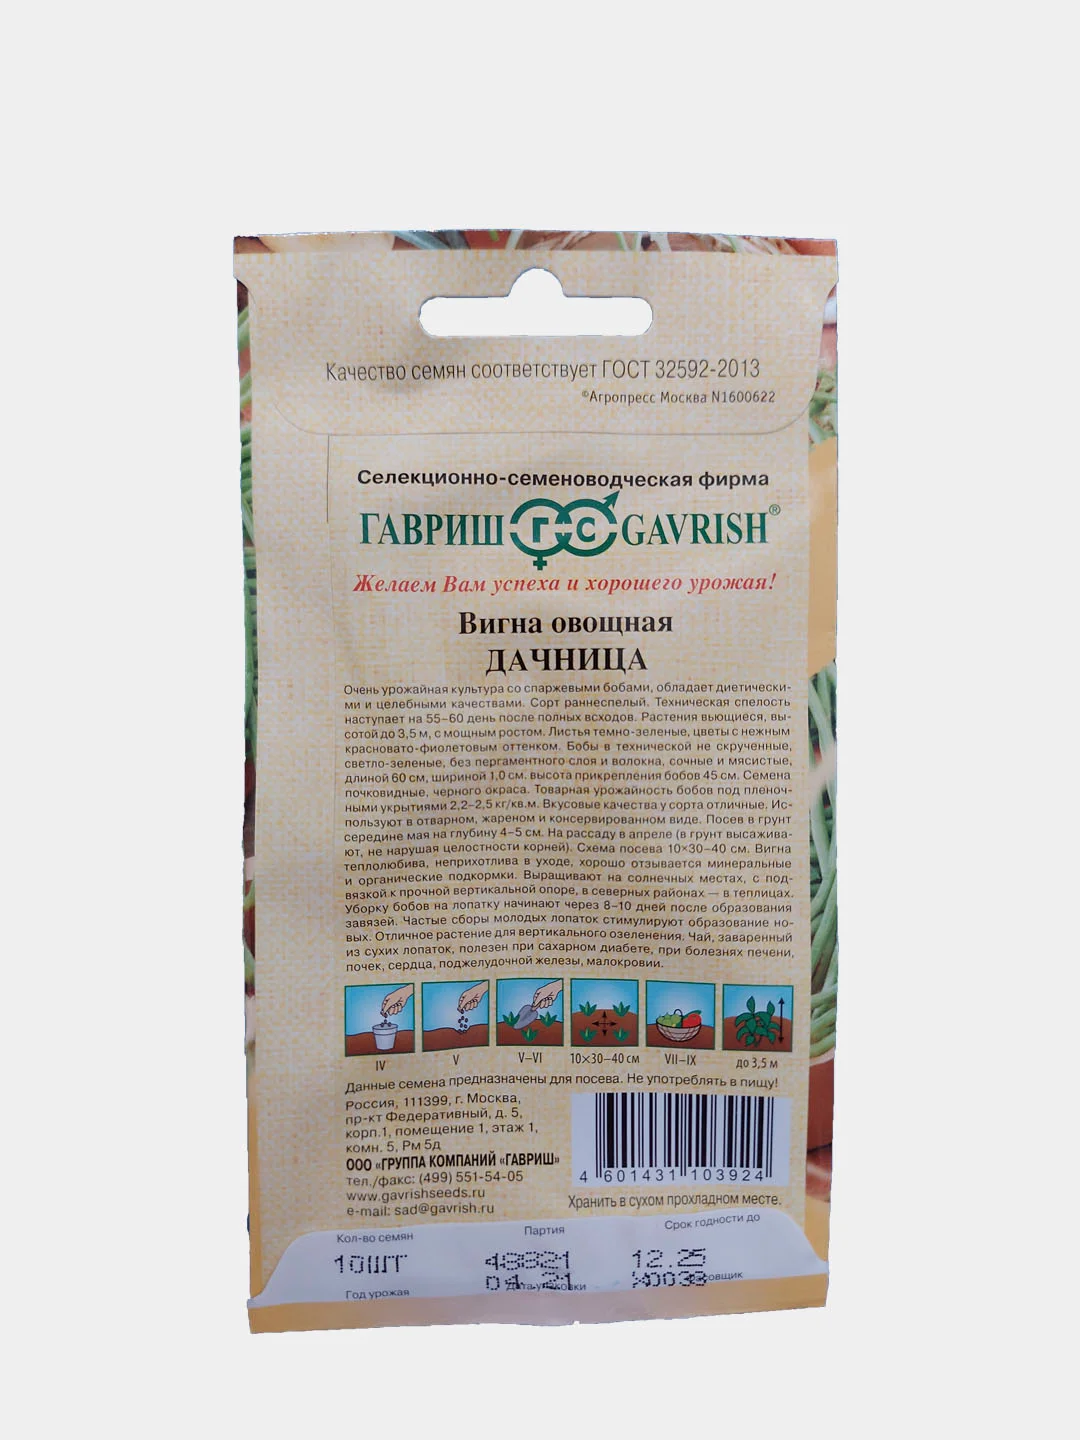 Качество семян соответствует ГОСТ 32592-2013
©Агропресс Москва N1600622
Селекционно-семеноводческая фирма
ГАВРИШ Г С GAVRISH®
Желаем Вам успеха и хорошего урожая!
Вигна овощная
ДАЧНИЦА
Очень урожайная культура со спаржевыми бобами, обладает диетически-
ми и целебными качествами. Сорт раннеспелый. Техническая спелость
наступает на 55–60 день после полных всходов. Растения вьющиеся, вы-
сотой до 3,5 м, с мощным ростом. Листья темно-зеленые, цветы с нежным
красновато-фиолетовым оттенком. Бобы в технической не скрученные,
светло-зеленые, без пергаментного слоя и волокна, сочные и мясистые,
длиной 60 см, шириной 1,0 см. высота прикрепления бобов 45 см. Семена
почковидные, черного окраса. Товарная урожайность бобов под пленоч-
ными укрытиями 2,2–2,5 кг/кв.м. Вкусовые качества у сорта отличные. Ис-
пользуют в отварном, жареном и консервированном виде. Посев в грунт
середине мая на глубину 4–5 см. На рассаду в апреле (в грунт высажива-
ют, не нарушая целостности корней). Схема посева 10×30–40 см. Вигна
теплолюбива, неприхотлива в уходе, хорошо отзывается минеральные
и органические подкормки. Выращивают на солнечных местах, с под-
вязкой к прочной вертикальной опоре, в северных районах — в теплицах.
Уборку бобов на лопатку начинают через 8–10 дней после образования
завязей. Частые сборы молодых лопаток стимулируют образование но-
вых. Отличное растение для вертикального озеленения. Чай, заваренный
из сухих лопаток, полезен при сахарном диабете, при болезнях печени,
почек, сердца, поджелудочной железы, малокровии.
IV V V–VI 10×30–40 см VII–IX до 3,5 м
Данные семена предназначены для посева. Не употреблять в пищу!
Россия, 111399, г. Москва,
пр-кт Федеративный, д. 5,
корп.1, помещение 1, этаж 1,
комн. 5, Рм 5д
ООО «ГРУППА КОМПАНИЙ «ГАВРИШ»
тел./факс: (499) 551-54-05
www.gavrishseeds.ru
e-mail: sad@gavrish.ru
4 601431 103924
Хранить в сухом прохладном месте.
Кол-во семян Партия Срок годности до
10ШТ 48821 12.25
Год урожая 04 21 Дата упаковки